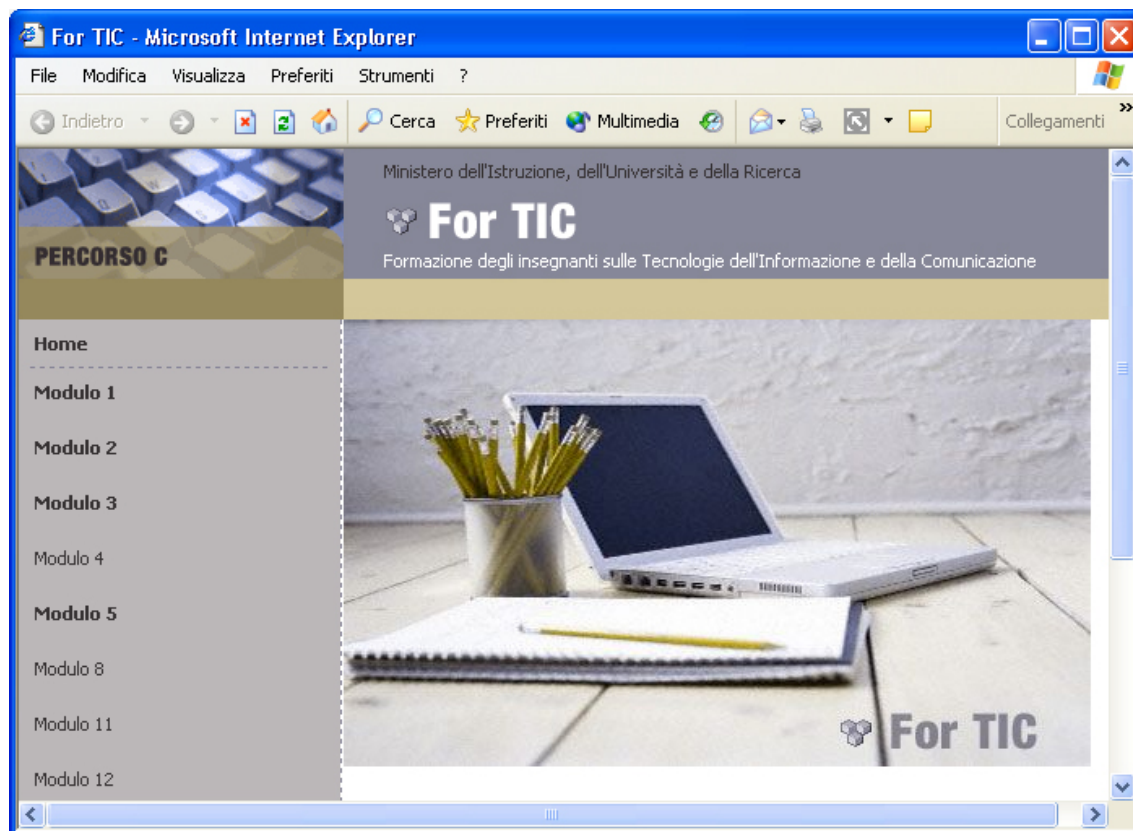 For TIC - Microsoft Internet Explorer
File Modifica Visualizza Preferiti Strumenti ?
Indietro Cerca Preferiti Multimedia Collegamenti »
Ministero dell'Istruzione, dell'Università e della Ricerca
For TIC
PERCORSO C
Formazione degli insegnanti sulle Tecnologie dell'Informazione e della Comunicazione
Home
Modulo 1
Modulo 2
Modulo 3
Modulo 4
Modulo 5
Modulo 8
Modulo 11
Modulo 12
For TIC